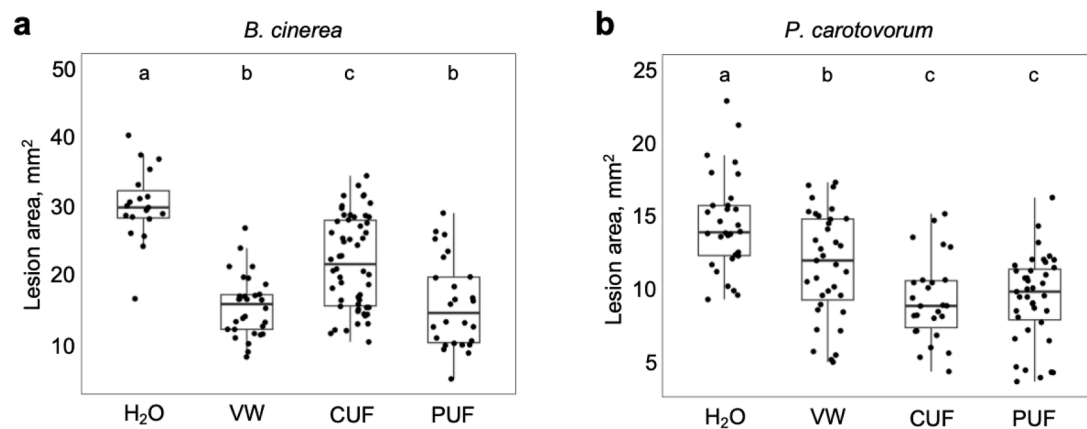 a
B. cinerea
Lesion area, mm²
50
40
30
20
10
a b c b
H₂O VW CUF PUF
b
P. carotovorum
Lesion area, mm²
25
20
15
10
5
a b c c
H₂O VW CUF PUF